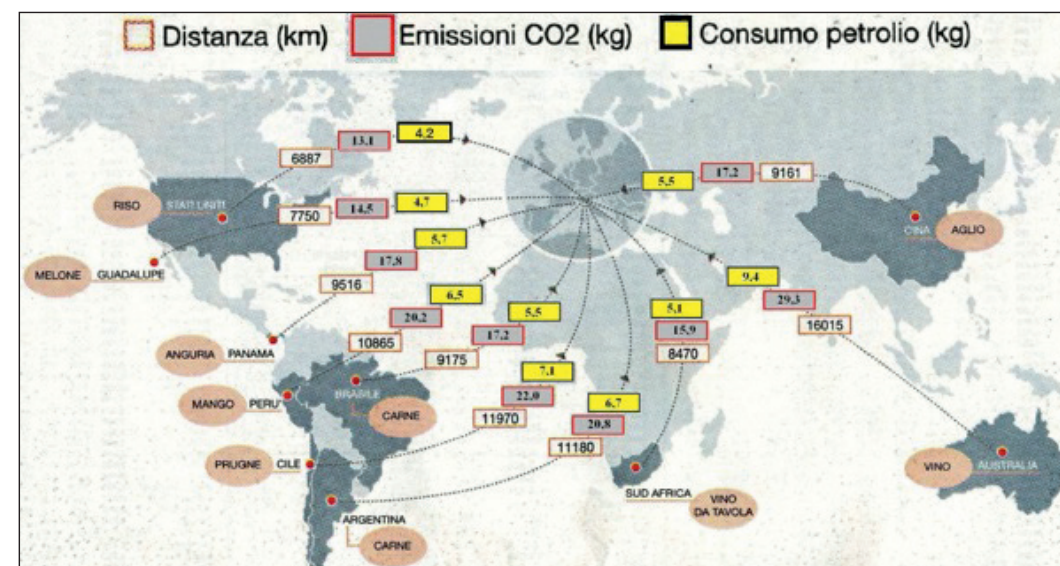 Distanza (km) Emissioni CO2 (kg) Consumo petrolio (kg)
13,1 4,2
6887
5,5 17,2 9161
RISO STATI UNITI
7750 14,5 4,7
CINA AGLIO
5,7
17,8
MELONE GUADALUPE
9516
6,5
20,2
9,4
29,3
16015
5,5
17,2
9175
5,1
15,9
8470
10865
ANGURIA PANAMA
7,1
22,0
11970
MANGO PERU'
BRASILE
CARNE
6,7
20,8
11180
PRUGNE CILE
VINO AUSTRALIA
SUD AFRICA VINO
DA TAVOLA
ARGENTINA
CARNE